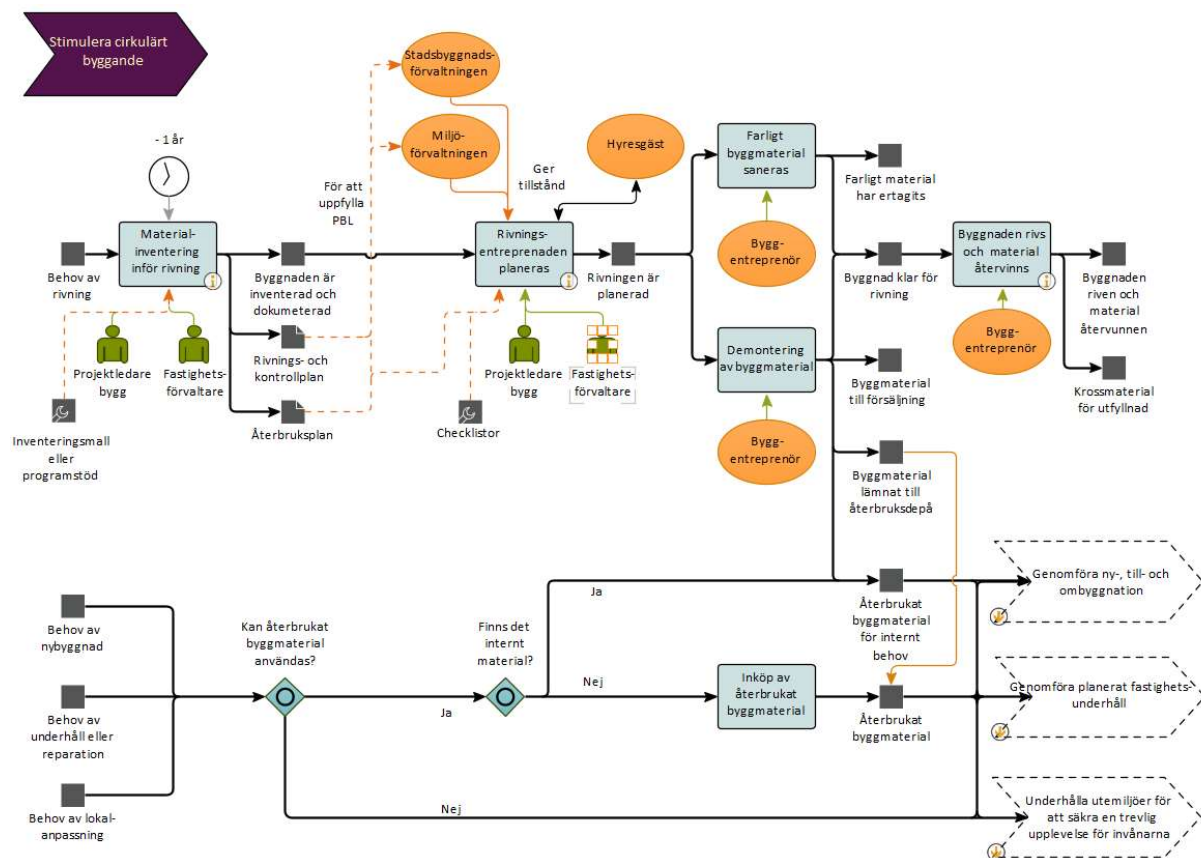 Stimulera cirkulärt
byggande
Stadsbyggnads-
förvaltningen
Miljö-
förvaltningen
Hyresgäst
Farligt
byggmaterial
saneras
- 1 år
För att
uppfylla
PBL
Ger
tillstånd
Farligt material
har ertagits
Material-
inventering
inför rivning
Rivnings-
entreprenaden
planeras
Bygg-
entreprenör
Byggnaden rivs
och material
återvinns
Behov av
rivning
Byggnaden är
inventerad och
dokumeterad
Rivningen är
planerad
Byggnad klar för
rivning
Byggnaden
riven och
material
återvunnen
Bygg-
entreprenör
Rivnings- och
kontrollplan
Demontering
av byggmaterial
Projektledare
bygg
Fastighets-
förvaltare
Projektledare
bygg
Fastighets-
förvaltare
Byggmaterial
till försäljning
Krossmaterial
för utfyllnad
Inventeringsmall
eller
programstöd
Återbruksplan
Checklistor
Bygg-
entreprenör
Byggmaterial
lämnat till
återbruksdepå
Genomföra ny-, till- och
ombyggnation
Ja
Behov av
nybyggnad
Kan återbrukat
byggmaterial
användas?
Finns det
internt
material?
Återbrukat
byggmaterial
för internt
behov
Nej
Inköp av
återbrukat
byggmaterial
Genomföra planerat fastighets-
underhåll
Ja
Behov av
underhåll eller
reparation
Återbrukat
byggmaterial
Nej
Behov av lokal-
anpassning
Underhålla utemiljöer för
att säkra en trevlig
upplevelse för invånarna